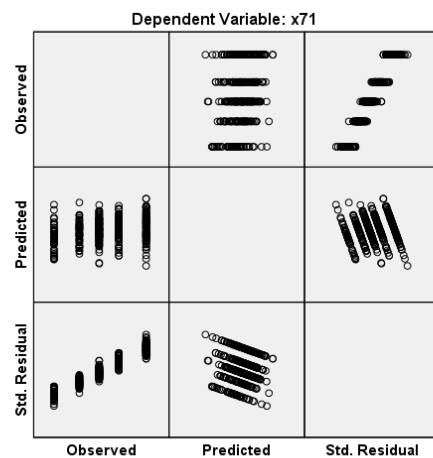 Dependent Variable: x71
Observed
Predicted
Std. Residual
Observed Predicted Std. Residual